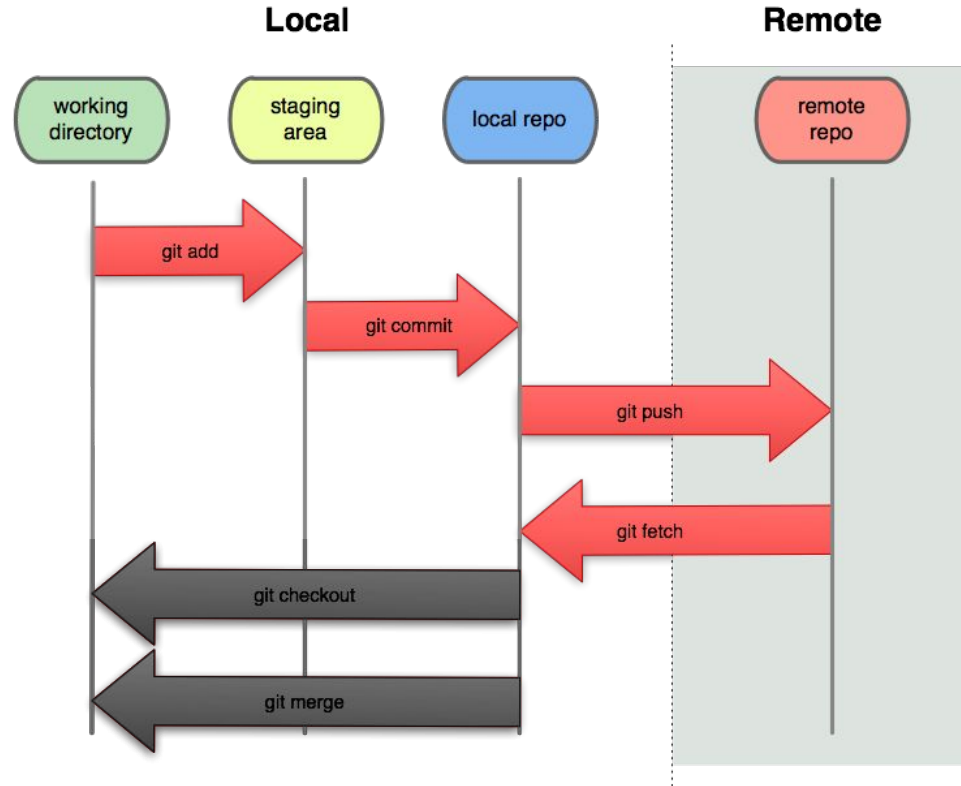 Local
Remote
working
directory
staging
area
local repo
remote
repo
git add
git commit
git push
git fetch
git checkout
git merge